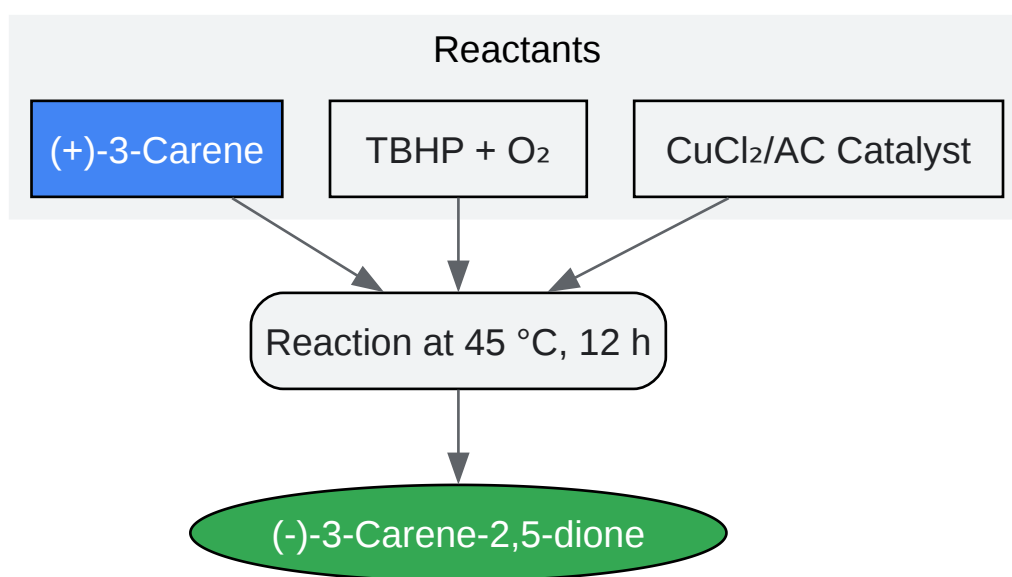 Reactants
(+)-3-Carene
TBHP + O₂
CuCl₂/AC Catalyst
Reaction at 45 °C, 12 h
(-)-3-Carene-2,5-dione